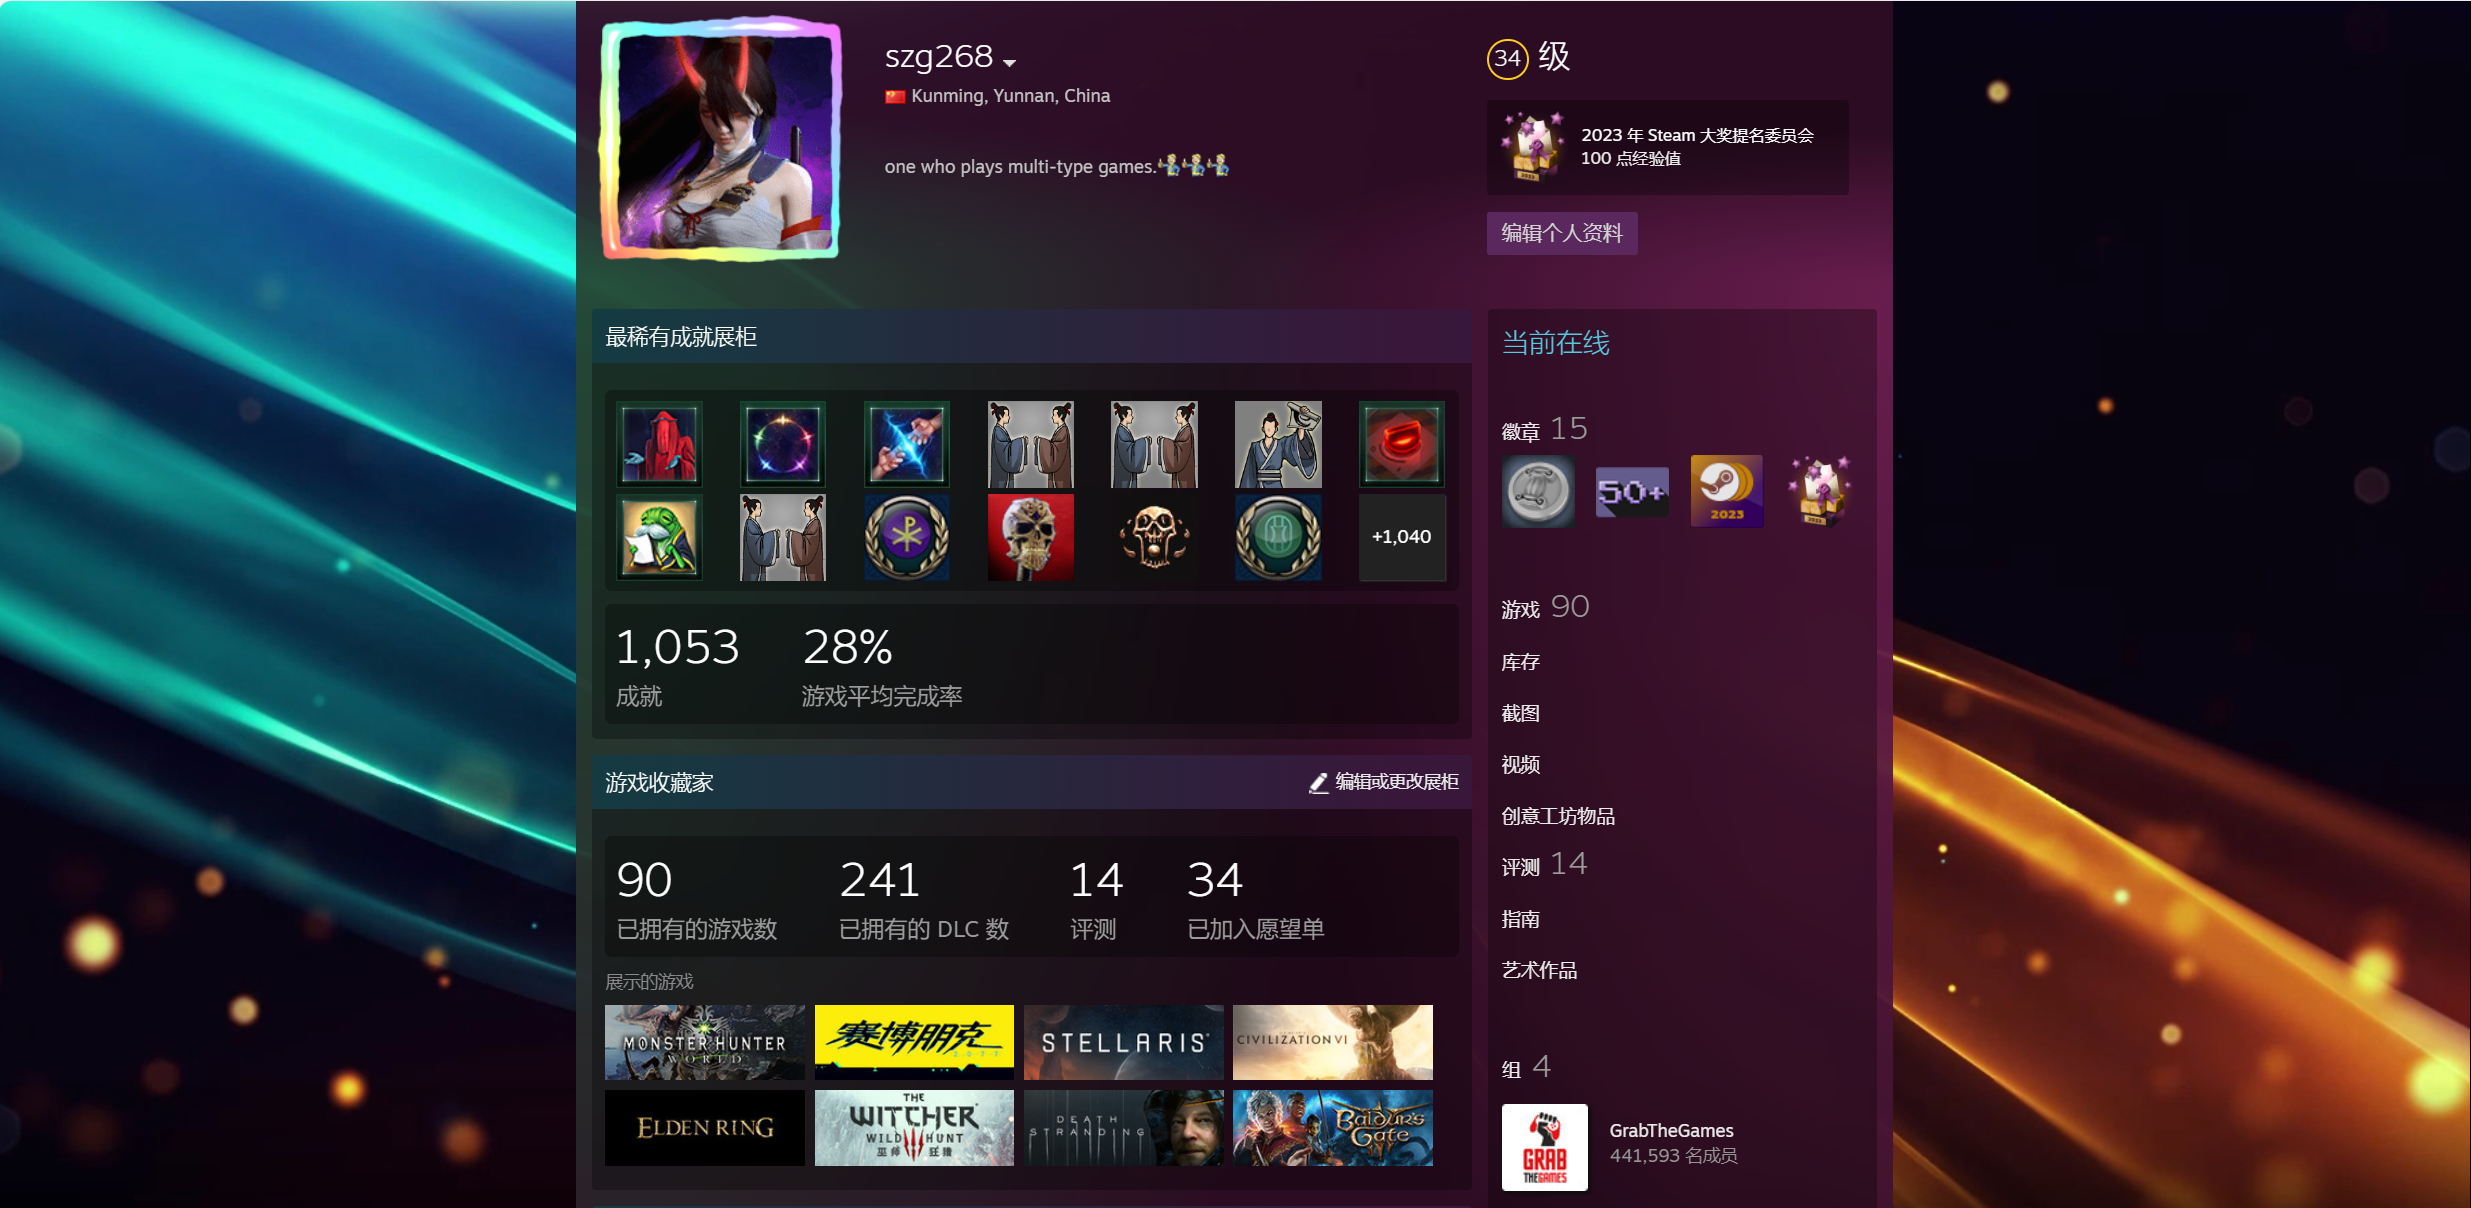 szg268
Kunming, Yunnan, China
one who plays multi-type games.
34 级
2023 年 Steam 大奖提名委员会
100 点经验值
编辑个人资料
最稀有成就展柜
+1,040
1,053
成就
28%
游戏平均完成率
游戏收藏家
编辑或更改展柜
90
已拥有的游戏数
241
已拥有的 DLC 数
14
评测
34
已加入愿望单
展示的游戏
MONSTER HUNTER
WORLD
赛博朋克
2077
STELLARIS
CIVILIZATION VI
ELDEN RING
THE
WITCHER
WILD HUNT
巫师 狂猎
DEATH
STRANDING
BALDUR'S
GATE
当前在线
徽章 15
50+
2023
游戏 90
库存
截图
视频
创意工坊物品
评测 14
指南
艺术作品
组 4
GRAB
THEGAMES
GrabTheGames
441,593 名成员